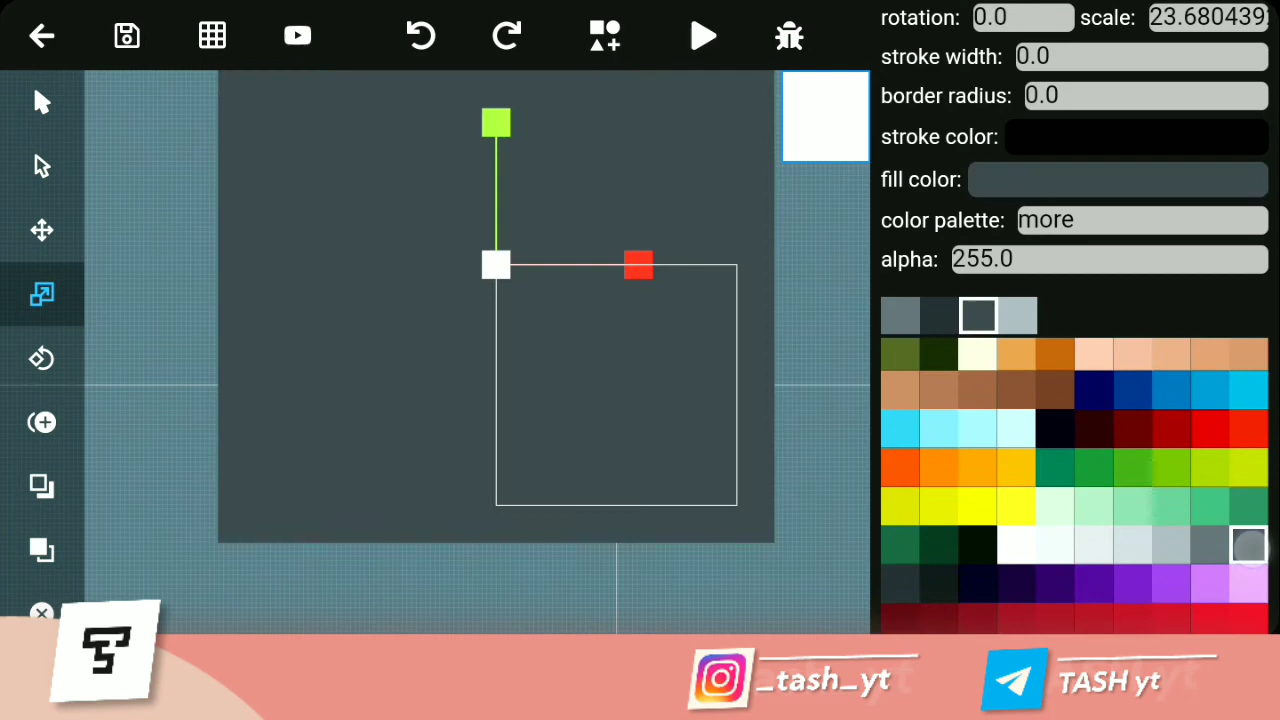 rotation: 0.0 scale: 23.6804392
stroke width: 0.0
border radius: 0.0
stroke color:
fill color:
color palette: more
alpha: 255.0
_tash_yt
TASH yt